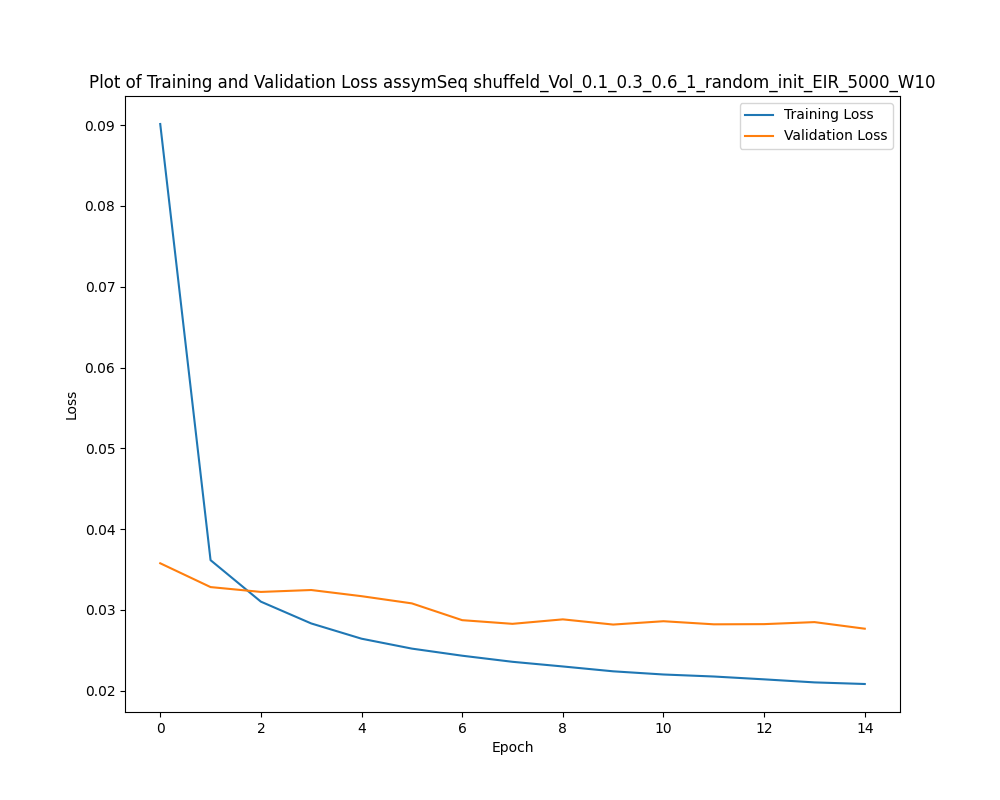 Plot of Training and Validation Loss assymSeq shuffeld_Vol_0.1_0.3_0.6_1_random_init_EIR_5000_W10
Training Loss
Validation Loss
0.09
0.08
0.07
0.06
0.05
0.04
0.03
0.02
Loss
0 2 4 6 8 10 12 14
Epoch